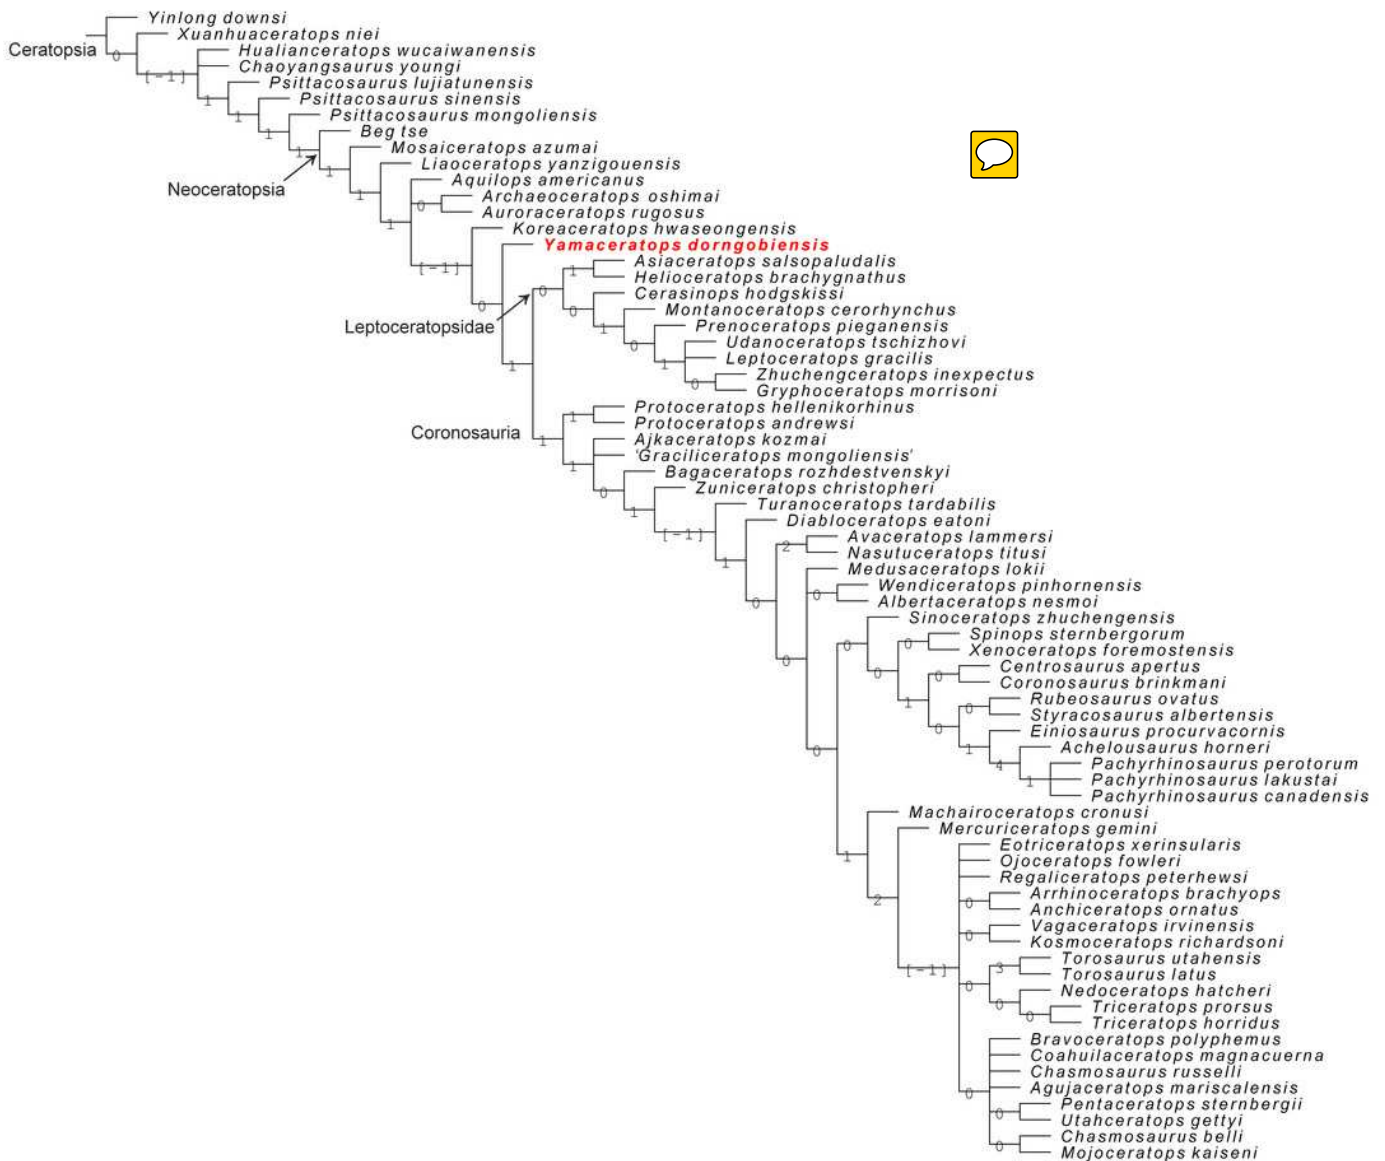 Yinlong downsi
Xuanhuaceratops niei
Ceratopsia
0
Hualianceratops wucaiwanensis
Chaoyangsaurus youngi
[-1]
Psittacosaurus lujiatunensis
1
Psittacosaurus sinensis
1
Psittacosaurus mongoliensis
1
Beg tse
1
Mosaiceratops azumai
Liaoceratops yanzigouensis
1
Neoceratopsia
Aquilops americanus
1
Archaeoceratops oshimai
0
Auroraceratops rugosus
1
Koreaceratops hwaseongensis
Yamaceratops dorngobiensis
Asiaceratops salsopaludalis
[-1]
1
Helioceratops brachygnathus
0
Cerasinops hodgskissi
0
Montanoceratops cerorhynchus
0
Leptoceratopsidae
1
Prenoceratops pieganensis
Udanoceratops tschizhovi
0
Leptoceratops gracilis
1
1
Zhuchengceratops inexpectus
0
Gryphoceratops morrisoni
Protoceratops hellenikorhinus
1
Protoceratops andrewsi
Coronosauria
1
Ajkaceratops kozmai
'Graciliceratops mongoliensis'
1
Bagaceratops rozhdestvenskyi
0
Zuniceratops christopheri
1
Turanoceratops tardabilis
Diabloceratops eatoni
[-1]
Avaceratops lammersi
2
Nasutuceratops titusi
1
Medusaceratops lokii
Wendiceratops pinhornensis
0
Albertaceratops nesmoi
0
Sinoceratops zhuchengensis
Spinops sternbergorum
0
0
Xenoceratops foremostensis
0
Centrosaurus apertus
0
0
Coronosaurus brinkmani
1
Rubeosaurus ovatus
0
Styracosaurus albertensis
0
Einiosaurus procurvacornis
1
Achelousaurus horneri
0
4
Pachyrhinosaurus perotorum
1
Pachyrhinosaurus lakustai
Pachyrhinosaurus canadensis
Machairoceratops cronusi
Mercuriceratops gemini
Eotriceratops xerinsularis
1
Ojoceratops fowleri
Regaliceratops peterhewsi
Arrhinoceratops brachyops
2
0
Anchiceratops ornatus
Vagaceratops irvinensis
0
Kosmoceratops richardsoni
Torosaurus utahensis
[-1]
3
Torosaurus latus
0
Nedoceratops hatcheri
0
Triceratops prorsus
0
Triceratops horridus
Bravoceratops polyphemus
Coahuilaceratops magnacuerna
Chasmosaurus russelli
0
Agujaceratops mariscalensis
Pentaceratops sternbergii
0
Utahceratops gettyi
Chasmosaurus belli
0
Mojoceratops kaiseni